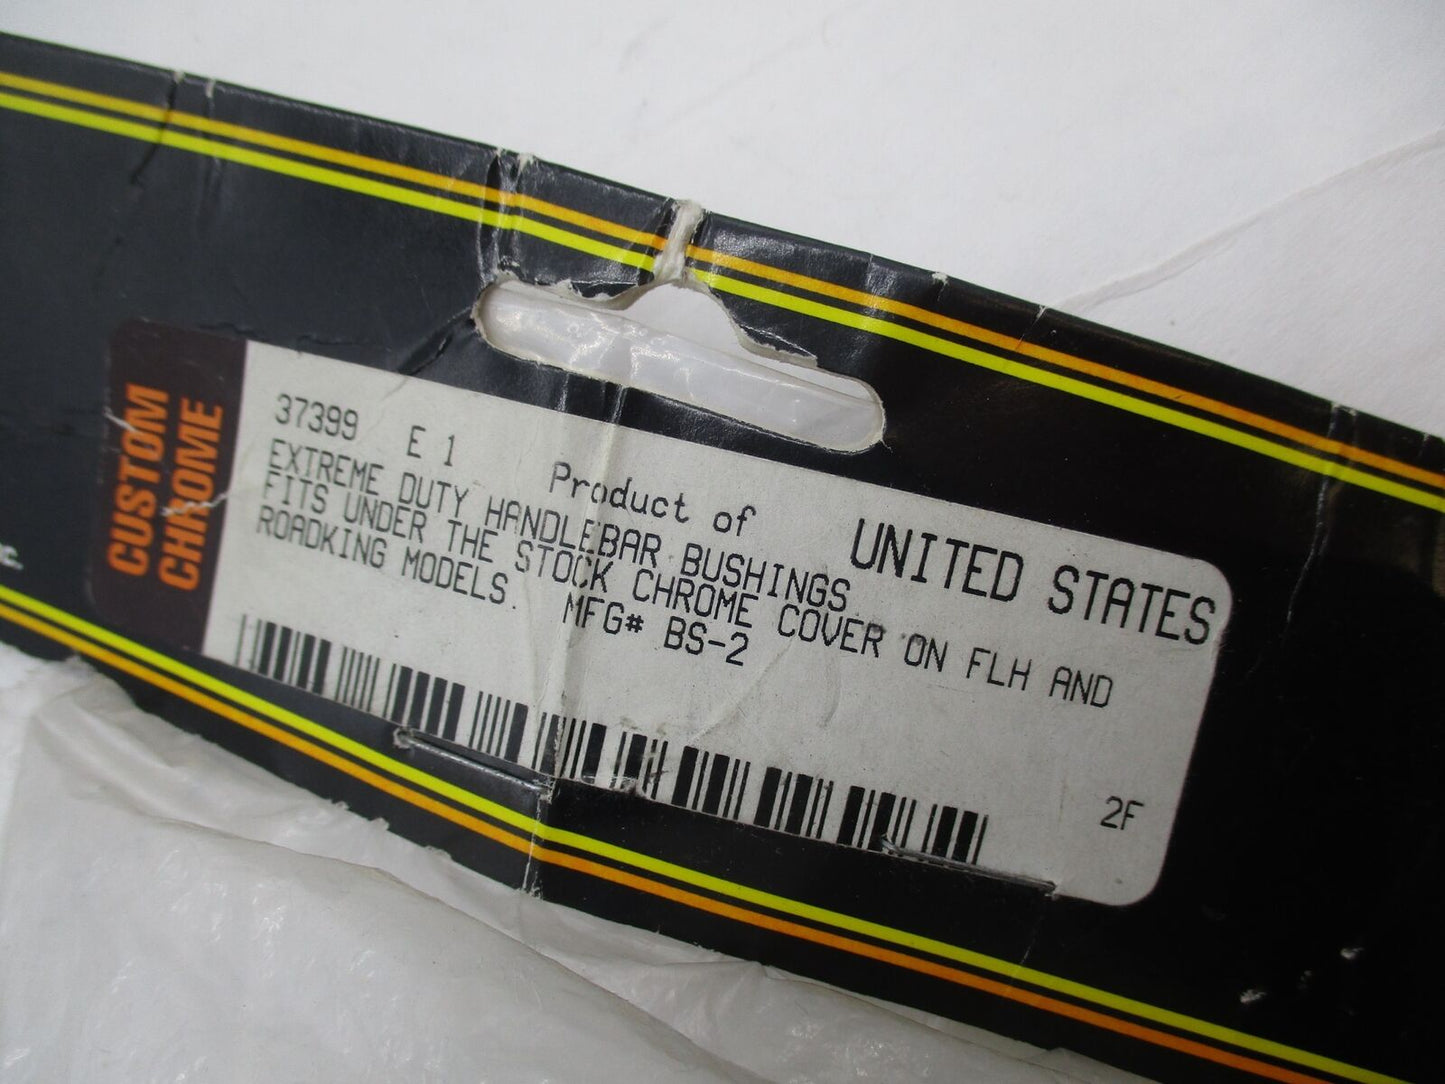 CUSTOM
CHROME
37399 E 1 Product of UNITED STATES
EXTREME DUTY HANDLEBAR BUSHINGS
FITS UNDER THE STOCK CHROME COVER ON FLH AND
ROADKING MODELS. MFG# BS-2
2F